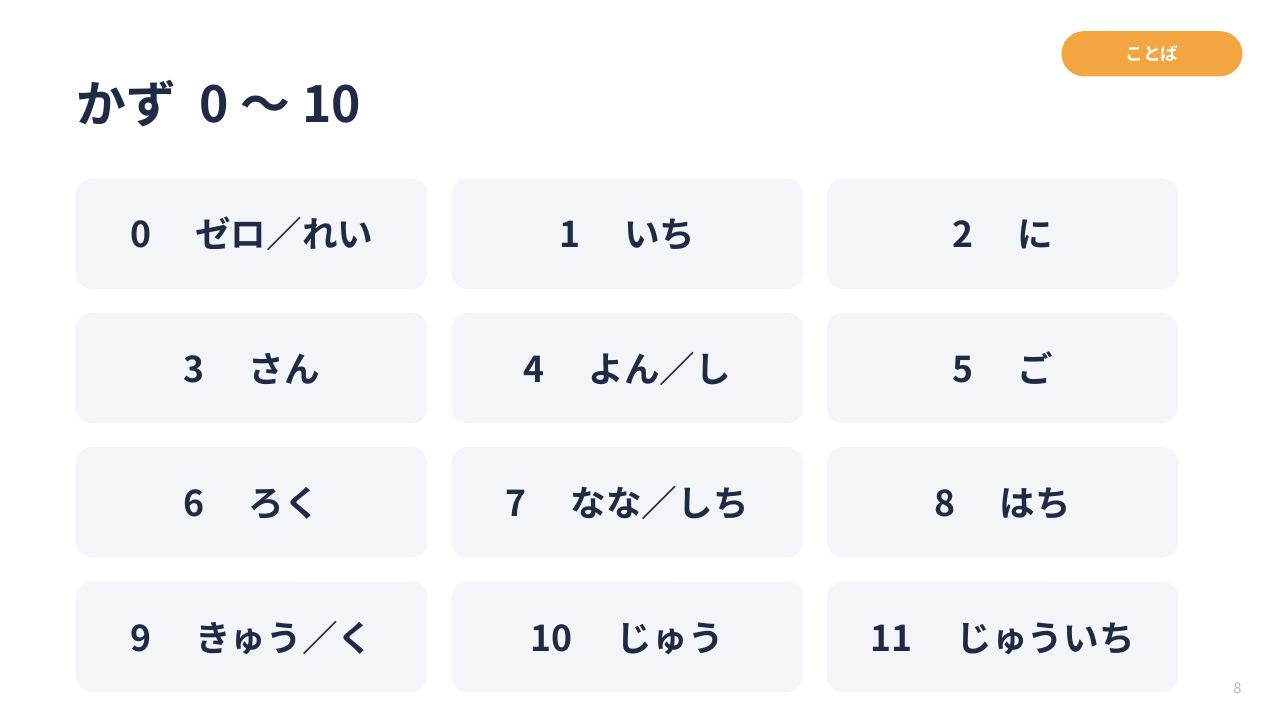 ことば
かず 0 〜 10
0 ゼロ／れい
1 いち
2 に
3 さん
4 よん／し
5 ご
6 ろく
7 なな／しち
8 はち
9 きゅう／く
10 じゅう
11 じゅういち
8